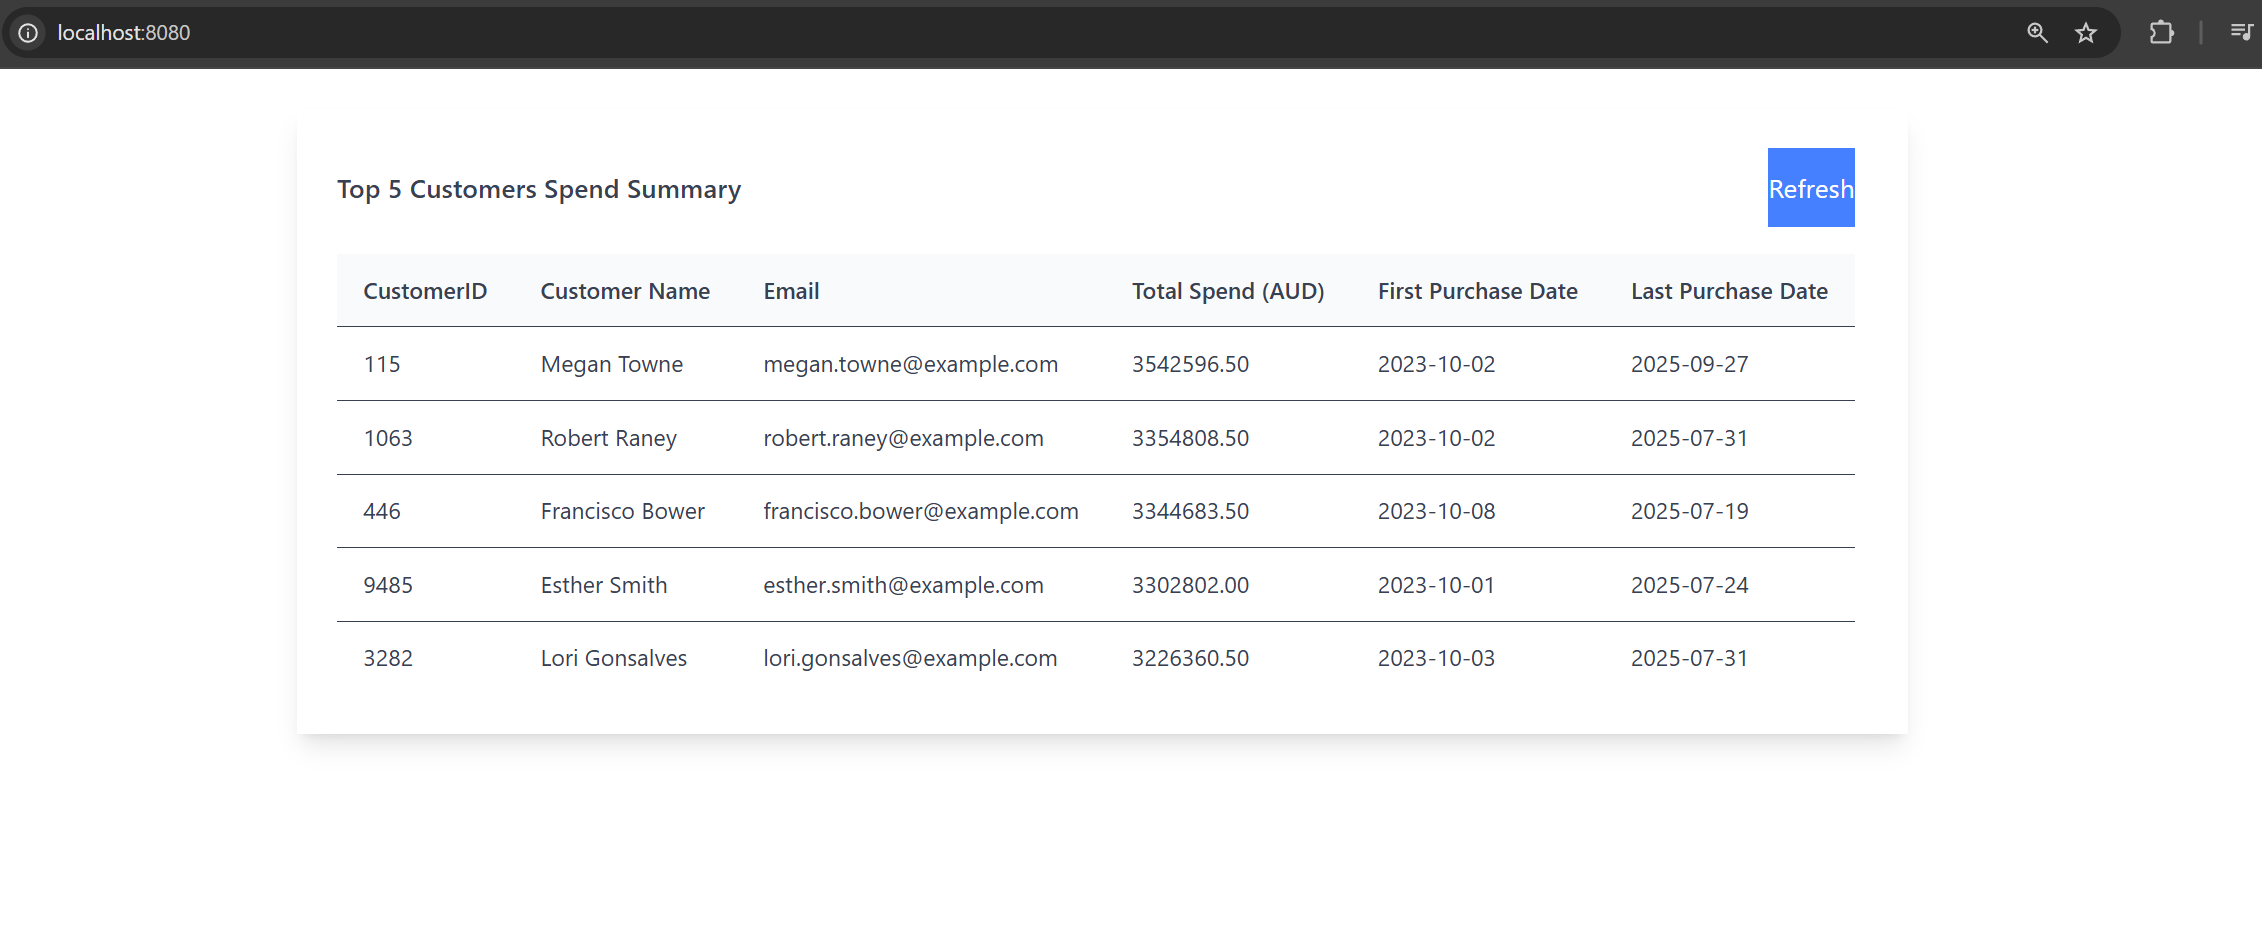 localhost:8080
Top 5 Customers Spend Summary Refresh
CustomerID Customer Name Email Total Spend (AUD) First Purchase Date Last Purchase Date
115 Megan Towne megan.towne@example.com 3542596.50 2023-10-02 2025-09-27
1063 Robert Raney robert.raney@example.com 3354808.50 2023-10-02 2025-07-31
446 Francisco Bower francisco.bower@example.com 3344683.50 2023-10-08 2025-07-19
9485 Esther Smith esther.smith@example.com 3302802.00 2023-10-01 2025-07-24
3282 Lori Gonsalves lori.gonsalves@example.com 3226360.50 2023-10-03 2025-07-31